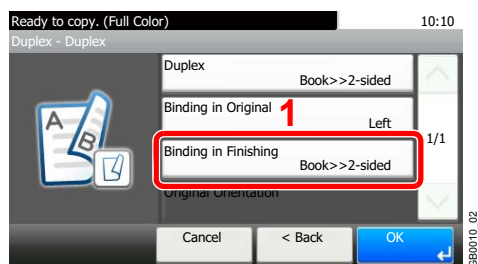 Ready to copy. (Full Color)
10:10
Duplex - Duplex
A
B
Duplex
Book>>2-sided
Binding in Original
1
Left
1/1
Binding in Finishing
Book>>2-sided
Original Orientation
Cancel
< Back
OK
GB0010_02